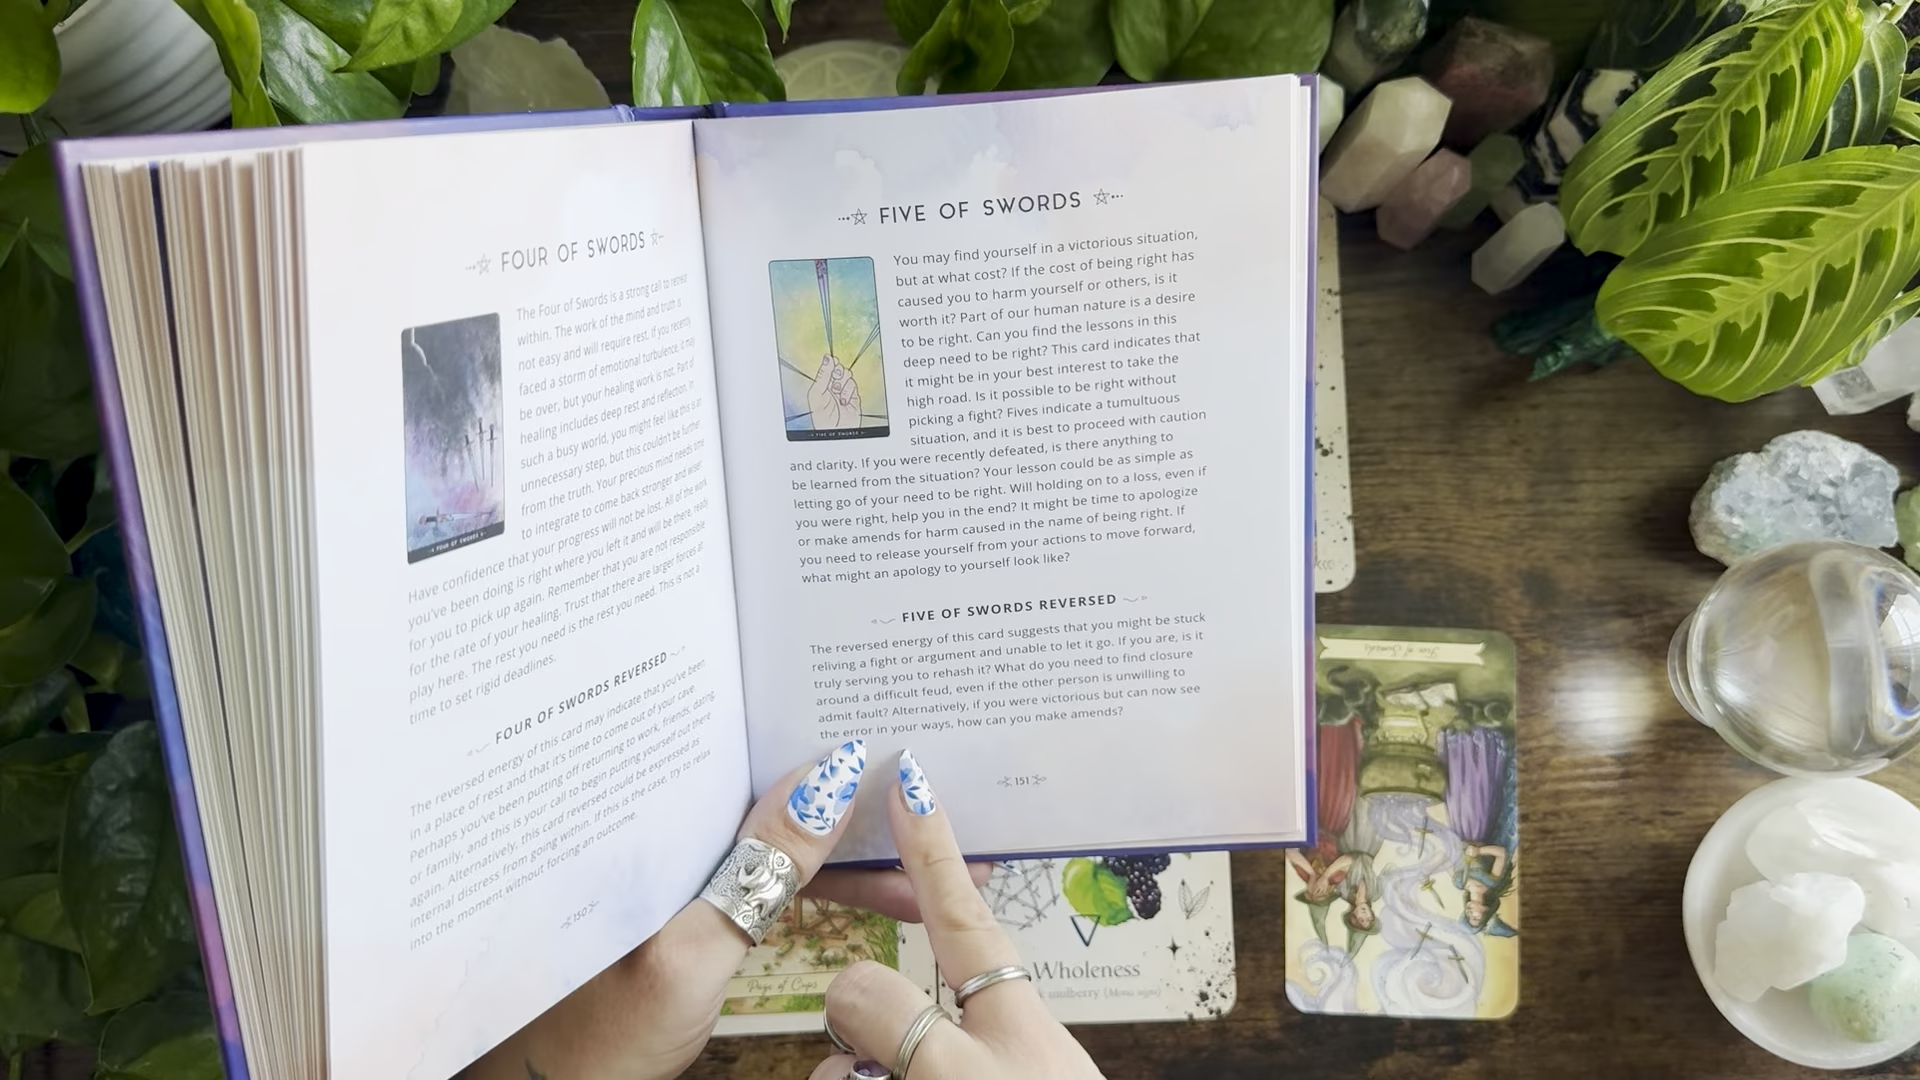 FOUR OF SWORDS
The Four of Swords is a strong call to retreat
within. The work of the mind and truth is
not easy and will require rest. If you recently
faced a storm of emotional turbulence, it may
be over, but your healing work is not. Part of
healing includes deep rest and reflection. In
such a busy world, you might feel like this is an
unnecessary step, but this couldn't be further
from the truth. Your precious mind needs time
to integrate to come back stronger and wiser.
Have confidence that your progress will not be lost. All of the work
you've been doing is right where you left it and will be there, ready
for you to pick up again. Remember that you are not responsible
for the rate of your healing. Trust that there are larger forces at
play here. The rest you need is the rest you need. This is not a
time to set rigid deadlines.
FOUR OF SWORDS
FOUR OF SWORDS REVERSED
The reversed energy of this card may indicate that you've been
in a place of rest and that it's time to come out of your cave.
Perhaps you've been putting off returning to work, friends, dating,
or family, and this is your call to begin putting yourself out there
again. Alternatively, this card reversed could be expressed as
internal distress from going within. If this is the case, try to relax
into the moment without forcing an outcome.
150
FIVE OF SWORDS
You may find yourself in a victorious situation,
but at what cost? If the cost of being right has
caused you to harm yourself or others, is it
worth it? Part of our human nature is a desire
to be right. Can you find the lessons in this
deep need to be right? This card indicates that
it might be in your best interest to take the
high road. Is it possible to be right without
picking a fight? Fives indicate a tumultuous
situation, and it is best to proceed with caution
and clarity. If you were recently defeated, is there anything to
be learned from the situation? Your lesson could be as simple as
letting go of your need to be right. Will holding on to a loss, even if
you were right, help you in the end? It might be time to apologize
or make amends for harm caused in the name of being right. If
you need to release yourself from your actions to move forward,
what might an apology to yourself look like?
FIVE OF SWORDS
FIVE OF SWORDS REVERSED
The reversed energy of this card suggests that you might be stuck
reliving a fight or argument and unable to let it go. If you are, is it
truly serving you to rehash it? What do you need to find closure
around a difficult feud, even if the other person is unwilling to
admit fault? Alternatively, if you were victorious but can now see
the error in your ways, how can you make amends?
151
Page of Cups
Wholeness
mulberry (Morus nigra)
of Swords